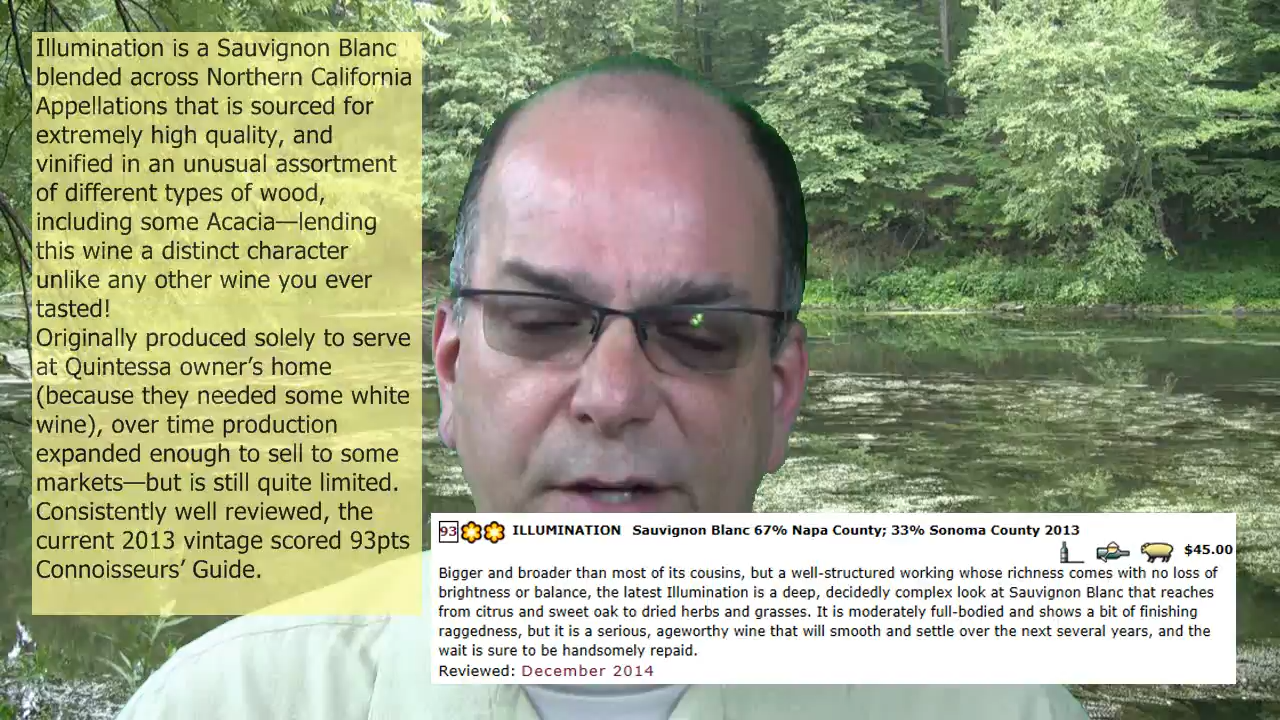 Illumination is a Sauvignon Blanc
blended across Northern California
Appellations that is sourced for
extremely high quality, and
vinified in an unusual assortment
of different types of wood,
including some Acacia—lending
this wine a distinct character
unlike any other wine you ever
tasted!
Originally produced solely to serve
at Quintessa owner’s home
(because they needed some white
wine), over time production
expanded enough to sell to some
markets—but is still quite limited.
Consistently well reviewed, the
current 2013 vintage scored 93pts
Connoisseurs’ Guide.
93 ILLUMINATION Sauvignon Blanc 67% Napa County; 33% Sonoma County 2013
$45.00
Bigger and broader than most of its cousins, but a well-structured working whose richness comes with no loss of
brightness or balance, the latest Illumination is a deep, decidedly complex look at Sauvignon Blanc that reaches
from citrus and sweet oak to dried herbs and grasses. It is moderately full-bodied and shows a bit of finishing
raggedness, but it is a serious, ageworthy wine that will smooth and settle over the next several years, and the
wait is sure to be handsomely repaid.
Reviewed: December 2014